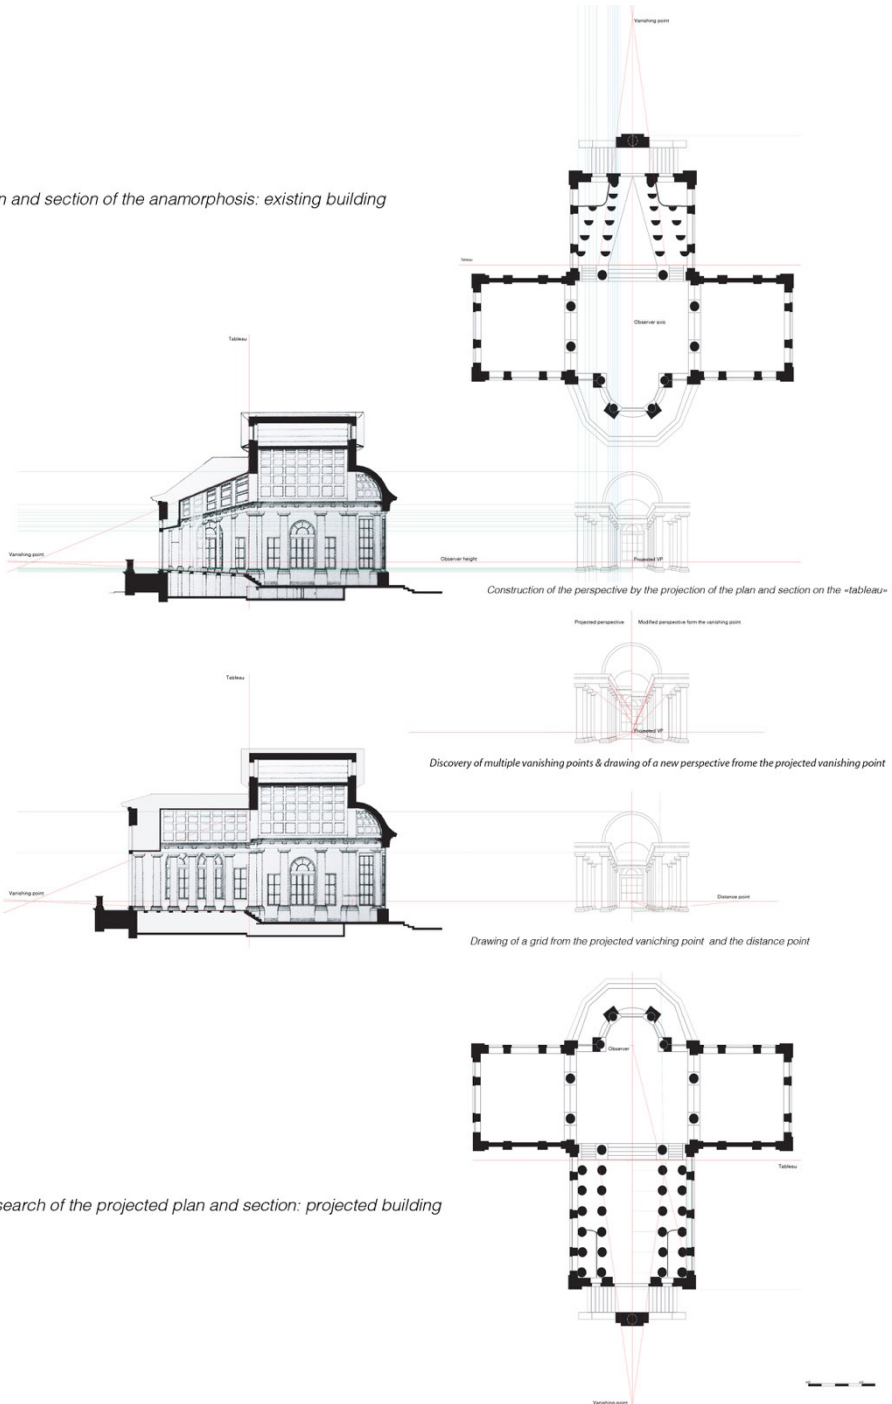 Vanishing point
n and section of the anamorphosis: existing building
Tableau
Observer axis
Tableau
Vanishing point
Observer height
Projected VP
Construction of the perspective by the projection of the plan and section on the «tableau»
Projected perspective
Modified perspective form the vanishing point
Projected VP
Tableau
Discovery of multiple vanishing points & drawing of a new perspective frome the projected vanishing point
Vanishing point
Distance point
Drawing of a grid from the projected vaniching point and the distance point
Observer
Tableau
search of the projected plan and section: projected building
Vanishing point